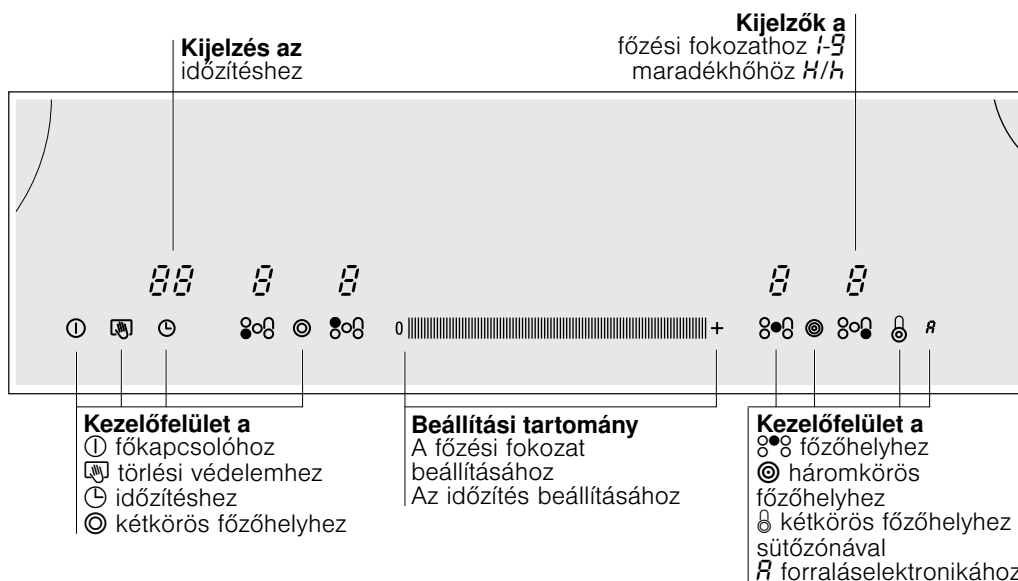 Kijelzés az
időzítéshez
Kijelzők a
főzési fokozathoz 1-9
maradékhőhöz H/h
88 8 8 8 8
0 + A
Kezelőfelület a
főkapcsolóhoz
törlési védelemhez
időzítéshez
kétkörös főzőhelyhez
Beállítási tartomány
A főzési fokozat
beállításához
Az időzítés beállításához
Kezelőfelület a
főzőhelyhez
háromkörös
főzőhelyhez
kétkörös főzőhelyhez
sütőzónával
A forraláselektronikához